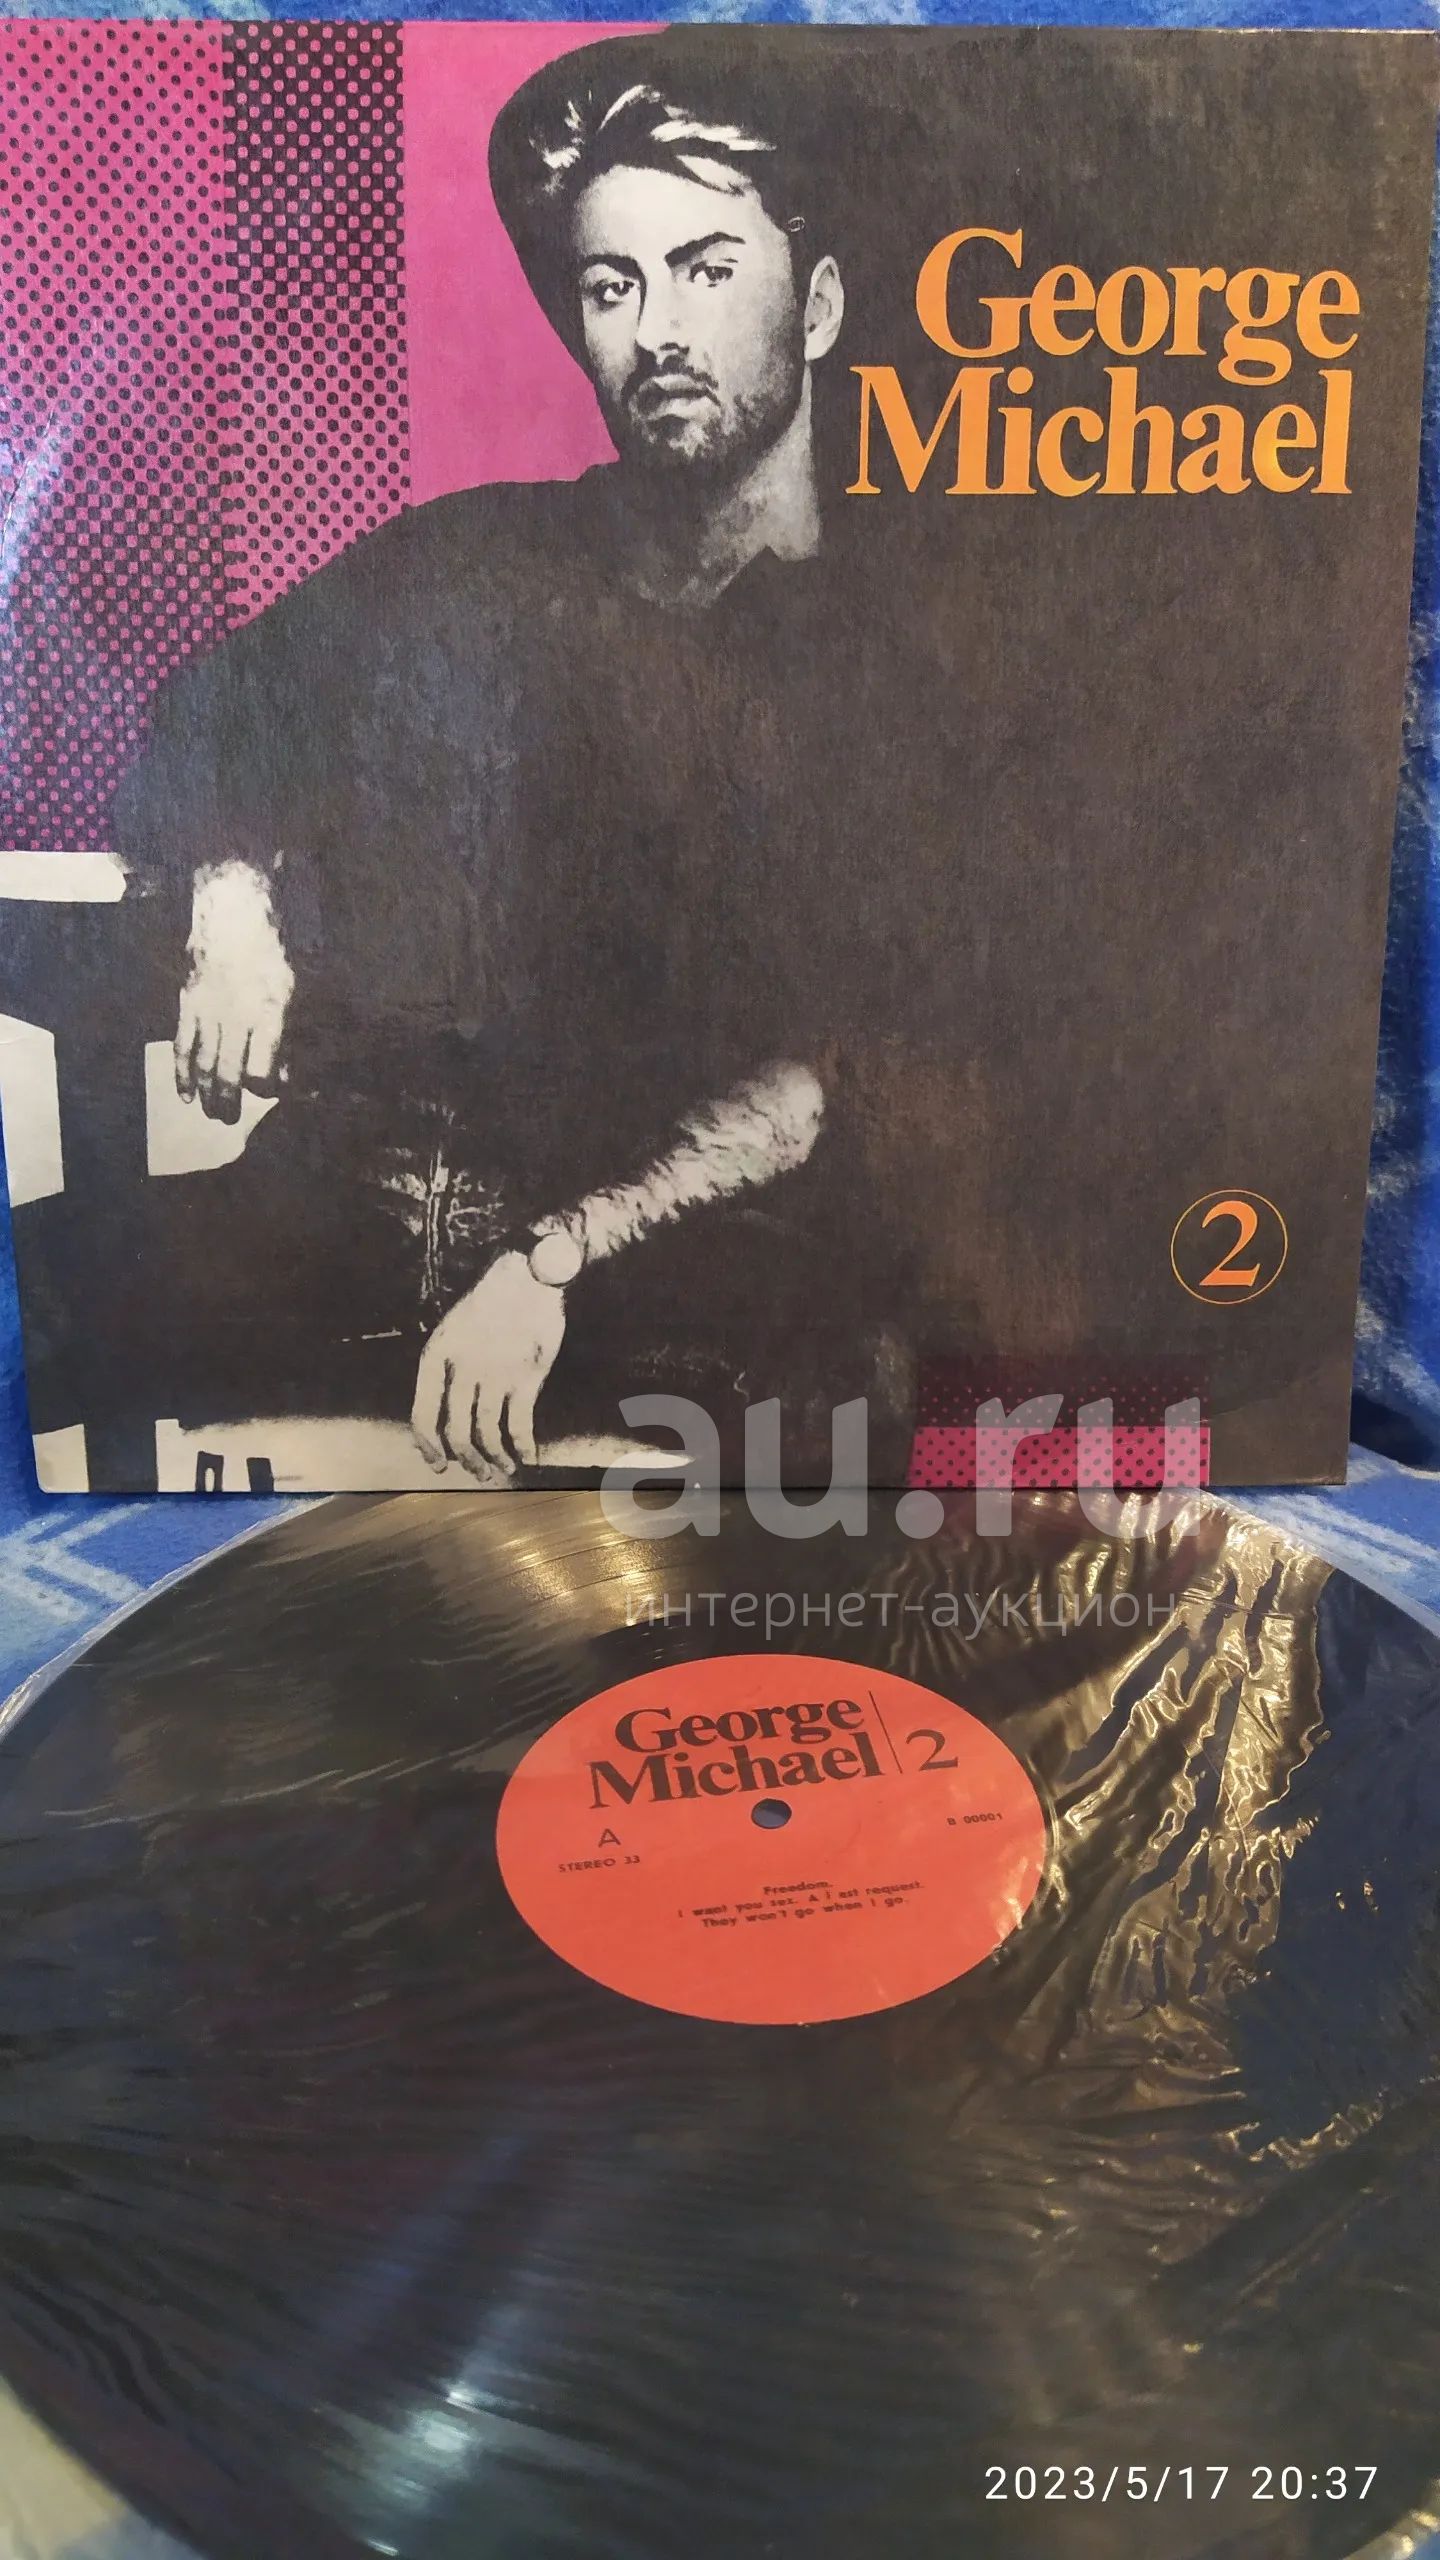 George
Michael
2
au.ru
интернет-аукцион
George
Michael
2
A
B 00001
STEREO 33
Freedom.
I want you sex. A l ast request.
They won't go when I go.
2023/5/17 20:37